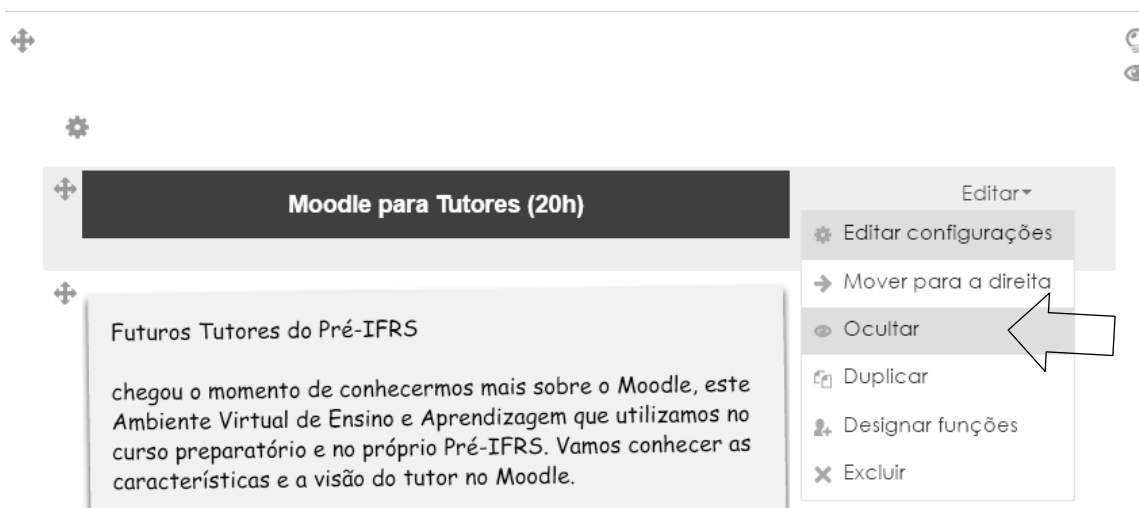 Moodle para Tutores (20h)
Editar
Editar configurações
Mover para a direita
Ocultar
Duplicar
Designar funções
Excluir
Futuros Tutores do Pré-IFRS
chegou o momento de conhecermos mais sobre o Moodle, este
Ambiente Virtual de Ensino e Aprendizagem que utilizamos no
curso preparatório e no próprio Pré-IFRS. Vamos conhecer as
características e a visão do tutor no Moodle.